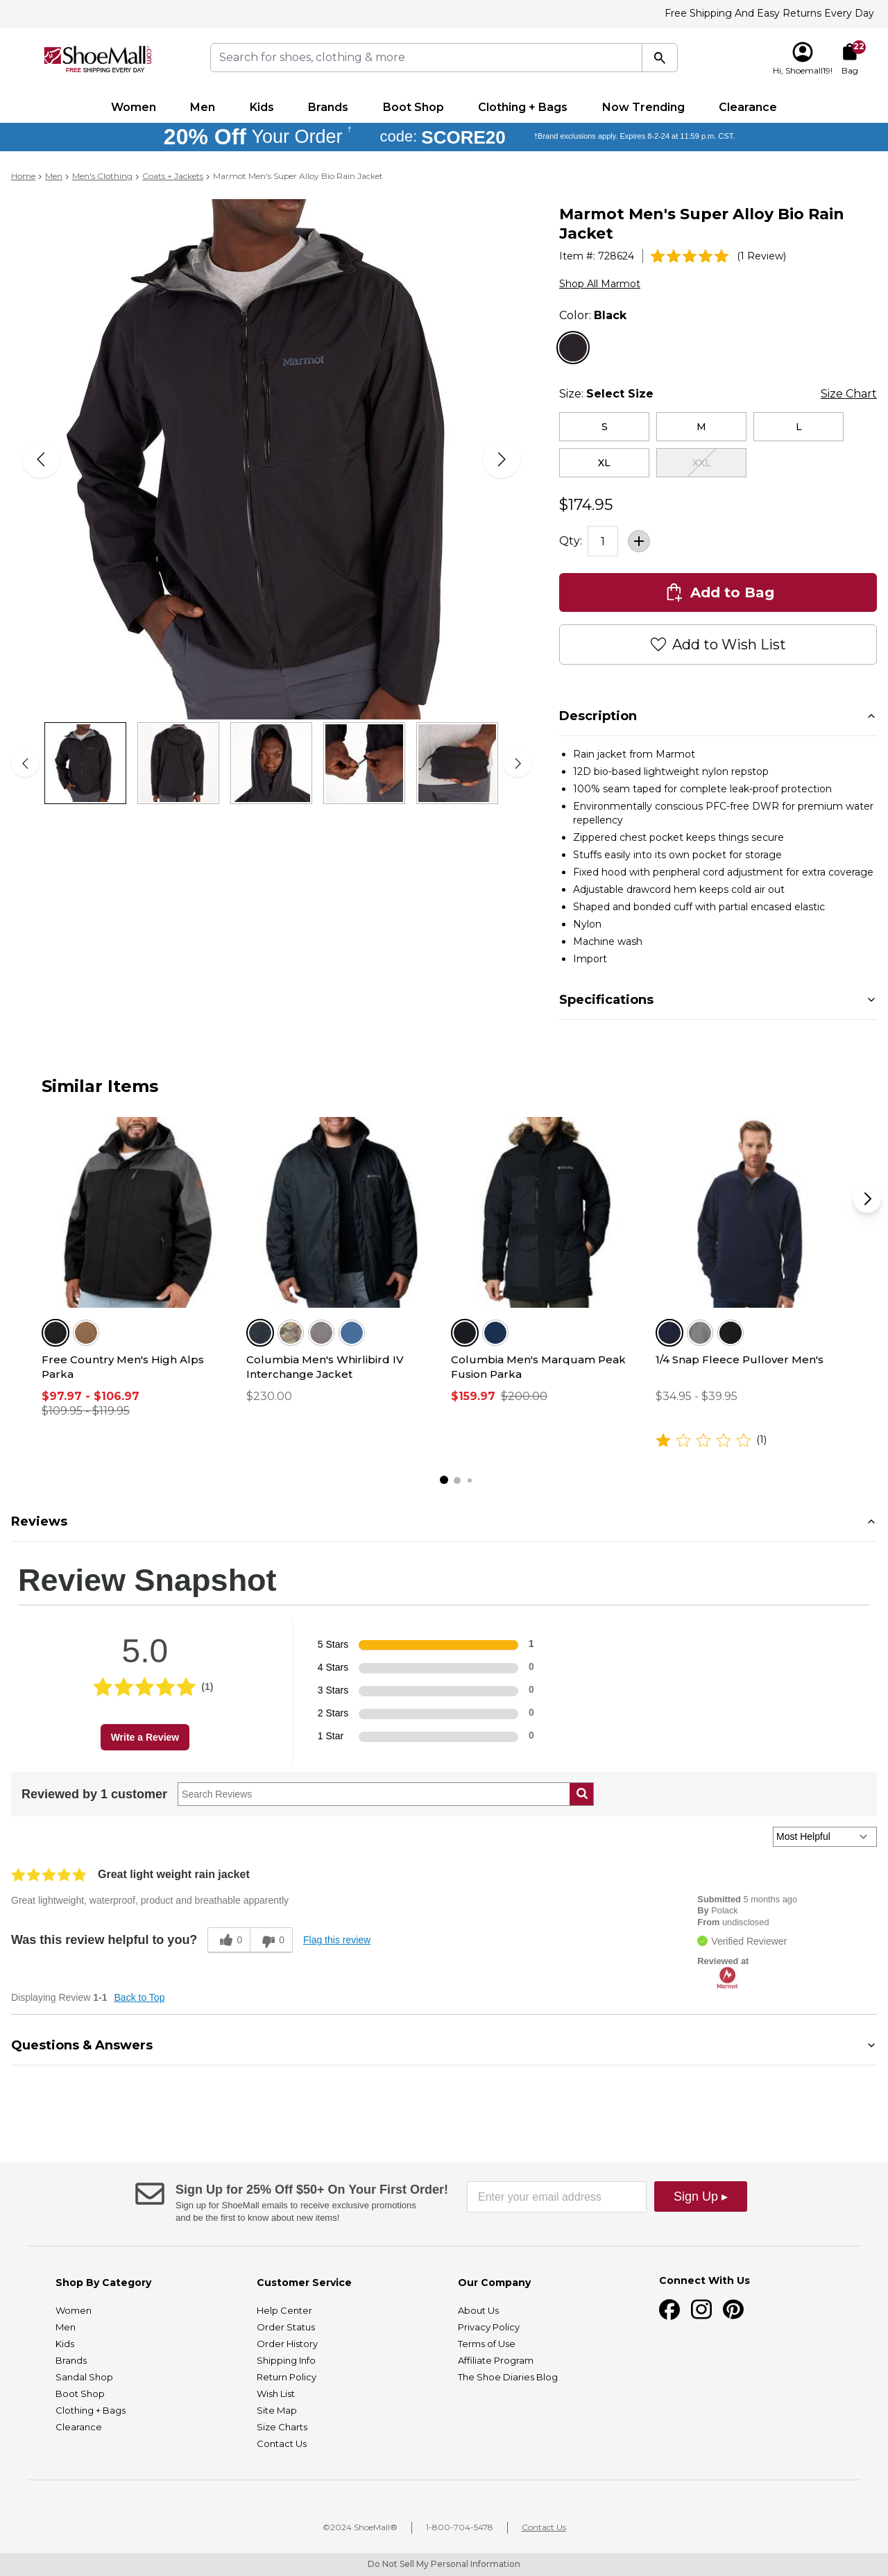 Free Shipping And Easy Returns Every Day
ShoeMall.com
FREE SHIPPING EVERY DAY
Search for shoes, clothing & more
Hi, Shoemall19!
22
Bag
Women
Men
Kids
Brands
Boot Shop
Clothing + Bags
Now Trending
Clearance
20% Off Your Order † code: SCORE20 †Brand exclusions apply. Expires 8-2-24 at 11:59 p.m. CST.
Home > Men > Men's Clothing > Coats + Jackets > Marmot Men's Super Alloy Bio Rain Jacket
Marmot
Marmot Men's Super Alloy Bio Rain
Jacket
Item #: 728624
(1 Review)
Shop All Marmot
Color: Black
Size: Select Size
Size Chart
S
M
L
XL
XXL
$174.95
Qty:
1
Add to Bag
Add to Wish List
Description
Rain jacket from Marmot
12D bio-based lightweight nylon repstop
100% seam taped for complete leak-proof protection
Environmentally conscious PFC-free DWR for premium water
repellency
Zippered chest pocket keeps things secure
Stuffs easily into its own pocket for storage
Fixed hood with peripheral cord adjustment for extra coverage
Adjustable drawcord hem keeps cold air out
Shaped and bonded cuff with partial encased elastic
Nylon
Machine wash
Import
Specifications
Similar Items
Free Country Men's High Alps
Parka
$97.97 - $106.97
$109.95 - $119.95
Columbia Men's Whirlibird IV
Interchange Jacket
$230.00
Columbia Men's Marquam Peak
Fusion Parka
$159.97 $200.00
1/4 Snap Fleece Pullover Men's
$34.95 - $39.95
(1)
Reviews
Review Snapshot
5.0
(1)
Write a Review
5 Stars 1
4 Stars 0
3 Stars 0
2 Stars 0
1 Star 0
Reviewed by 1 customer
Search Reviews
Most Helpful
Great light weight rain jacket
Great lightweight, waterproof, product and breathable apparently
Was this review helpful to you?
0
0
Flag this review
Submitted 5 months ago
By Polack
From undisclosed
Verified Reviewer
Reviewed at
Marmot
Displaying Review 1-1 Back to Top
Questions & Answers
Sign Up for 25% Off $50+ On Your First Order!
Sign up for ShoeMall emails to receive exclusive promotions
and be the first to know about new items!
Enter your email address
Sign Up ▸
Shop By Category
Women
Men
Kids
Brands
Sandal Shop
Boot Shop
Clothing + Bags
Clearance
Customer Service
Help Center
Order Status
Order History
Shipping Info
Return Policy
Wish List
Site Map
Size Charts
Contact Us
Our Company
About Us
Privacy Policy
Terms of Use
Affiliate Program
The Shoe Diaries Blog
Connect With Us
©2024 ShoeMall®
1-800-704-5478
Contact Us
Do Not Sell My Personal Information